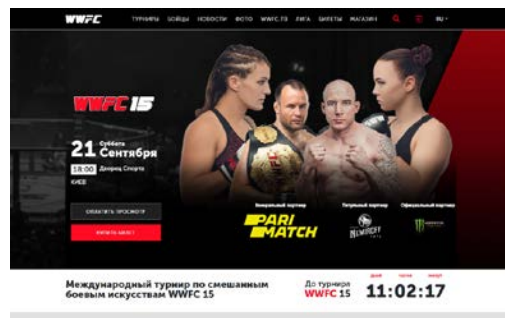 WWFC
ТУРНИРЫ БОЙЦЫ НОВОСТИ ФОТО WWFC.TV ЛИГА БИЛЕТЫ МАГАЗИН RU
WWFC 15
21 Суббота
Сентября
18:00 Дворец Спорта
КИЕВ
ОПЛАТИТЬ ПРОСМОТР
КУПИТЬ БИЛЕТ
Генеральный партнер
Титульный партнер
Официальный партнер
PARI
MATCH
NEMIROFF
Международный турнир по смешанным
боевым искусствам WWFC 15
До турнира
WWFC 15
дней часов минут
11:02:17